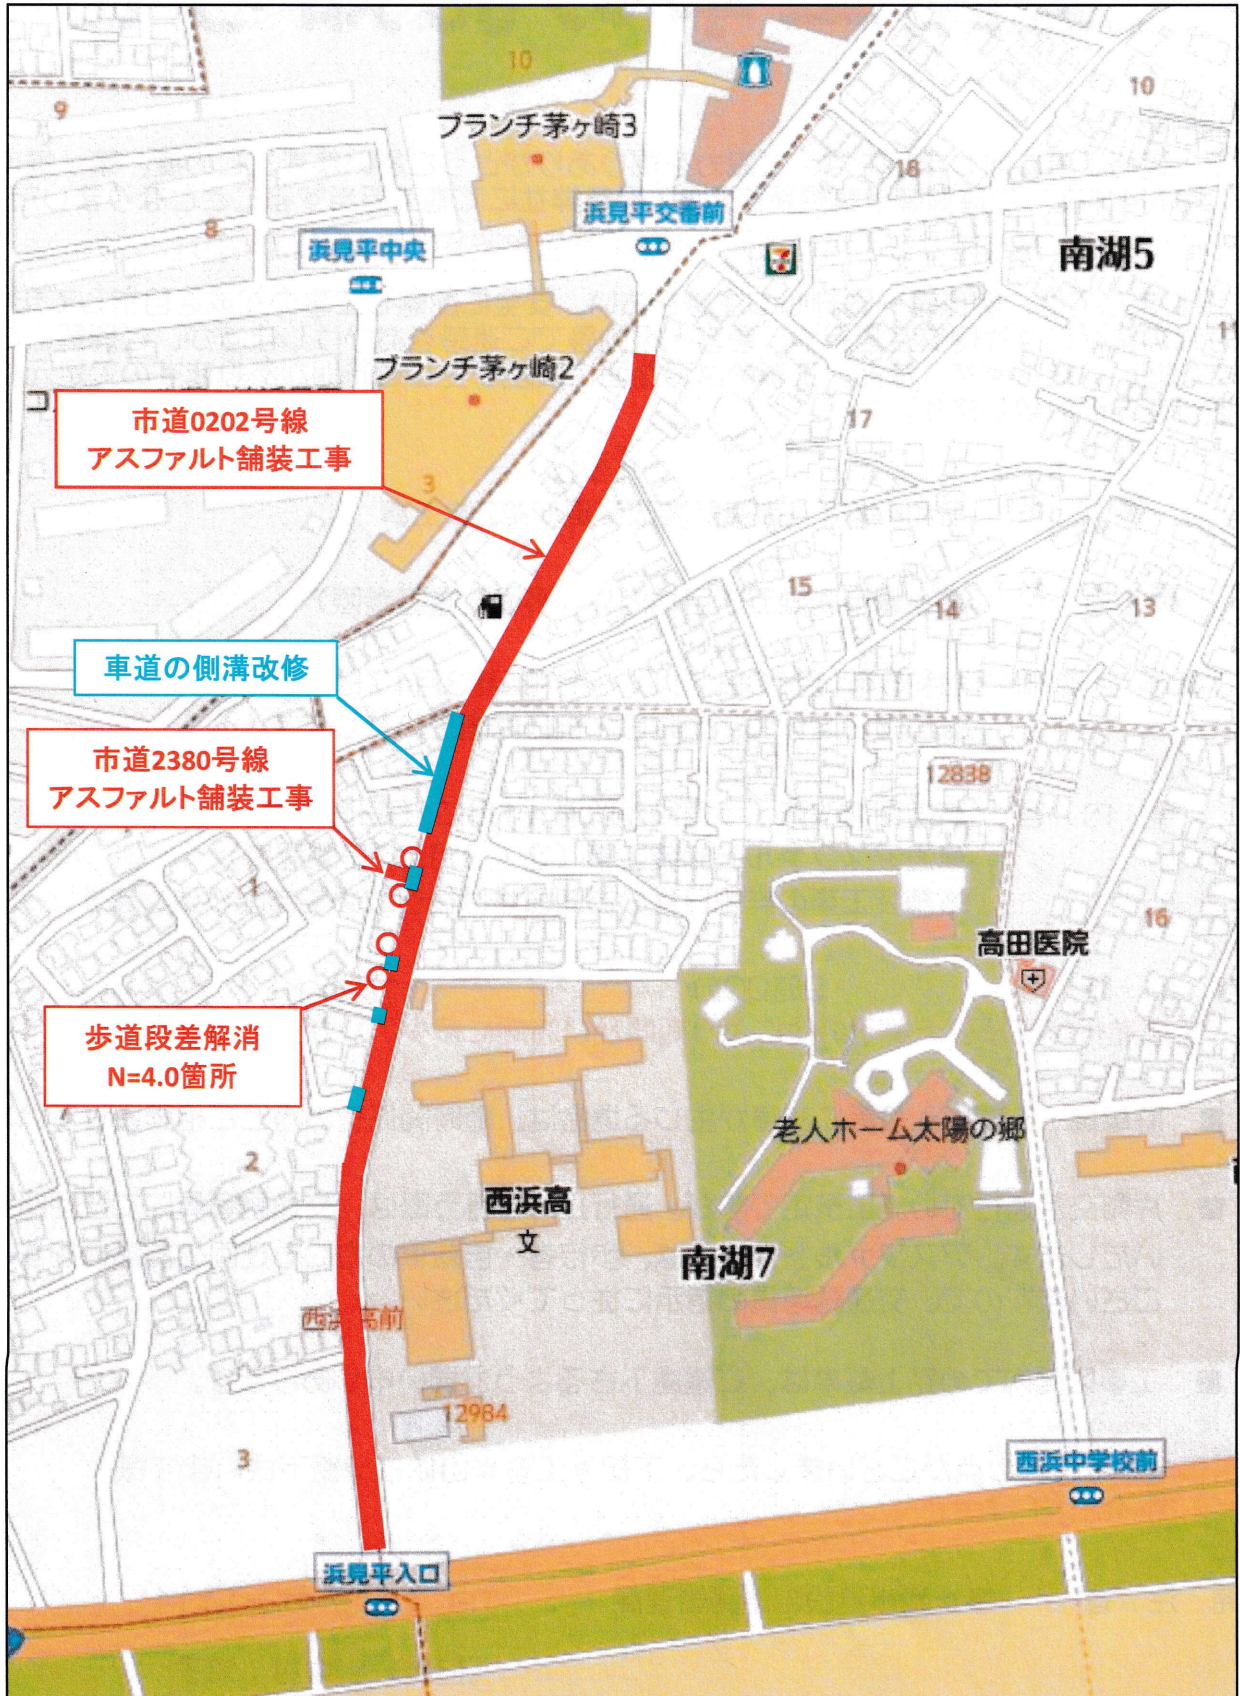 10
9
ブランチ茅ヶ崎3
10
18
浜見平交番前
8
浜見平中央
南湖5
ブランチ茅ヶ崎2
市道0202号線
アスファルト舗装工事
17
3
15
14
13
車道の側溝改修
市道2380号線
アスファルト舗装工事
12838
1
16
高田医院
歩道段差解消
N=4.0箇所
老人ホーム太陽の郷
2
西浜高
文
南湖7
12984
3
西浜中学校前
浜見平入口